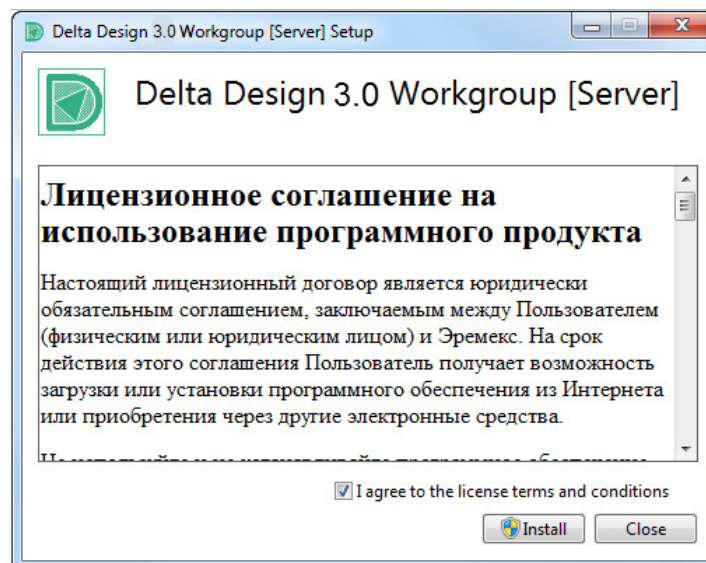 Delta Design 3.0 Workgroup [Server] Setup
Delta Design 3.0 Workgroup [Server]
Лицензионное соглашение на
использование программного продукта
Настоящий лицензионный договор является юридически
обязательным соглашением, заключаемым между Пользователем
(физическим или юридическим лицом) и Эремекс. На срок
действия этого соглашения Пользователь получает возможность
загрузки или установки программного обеспечения из Интернета
или приобретения через другие электронные средства.
I agree to the license terms and conditions
Install
Close